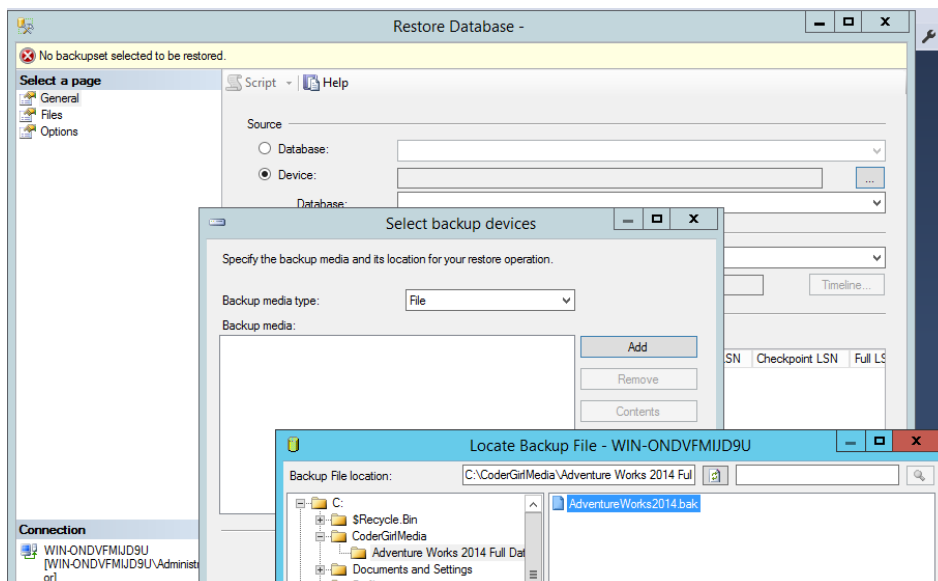 Restore Database -
No backupset selected to be restored.
Select a page
General
Files
Options
Script
Help
Source
Database:
Device:
...
Database:
Timeline...
Checkpoint LSN
Select backup devices
Specify the backup media and its location for your restore operation.
Backup media type:
File
Backup media:
Add
Remove
Contents
Locate Backup File - WIN-ONDVFMIJD9U
Backup File location:
C:\CoderGirlMedia\Adventure Works 2014 Ful
C:
$Recycle.Bin
CoderGirlMedia
Adventure Works 2014 Full Dat
Documents and Settings
AdventureWorks2014.bak
Connection
WIN-ONDVFMIJD9U
[WIN-ONDVFMIJD9U\Administr
or]